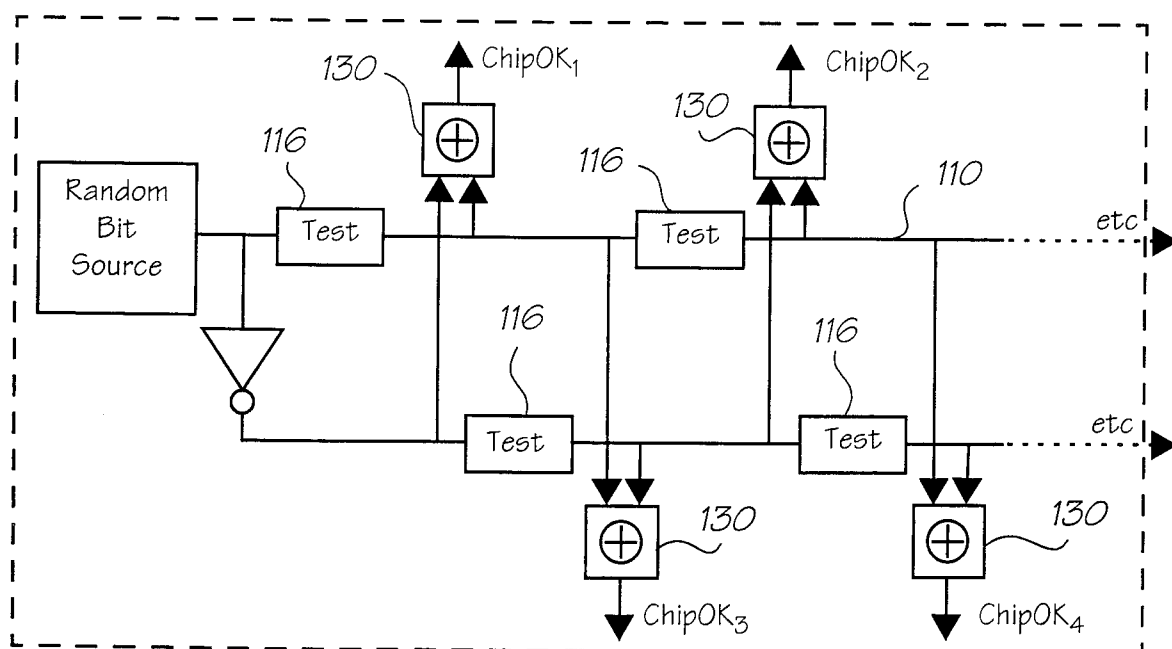 ChipOK₁
130
ChipOK₂
130
116
116
110
Random
Bit
Source
Test
Test
etc
116
116
Test
Test
etc
130
130
ChipOK₃
ChipOK₄